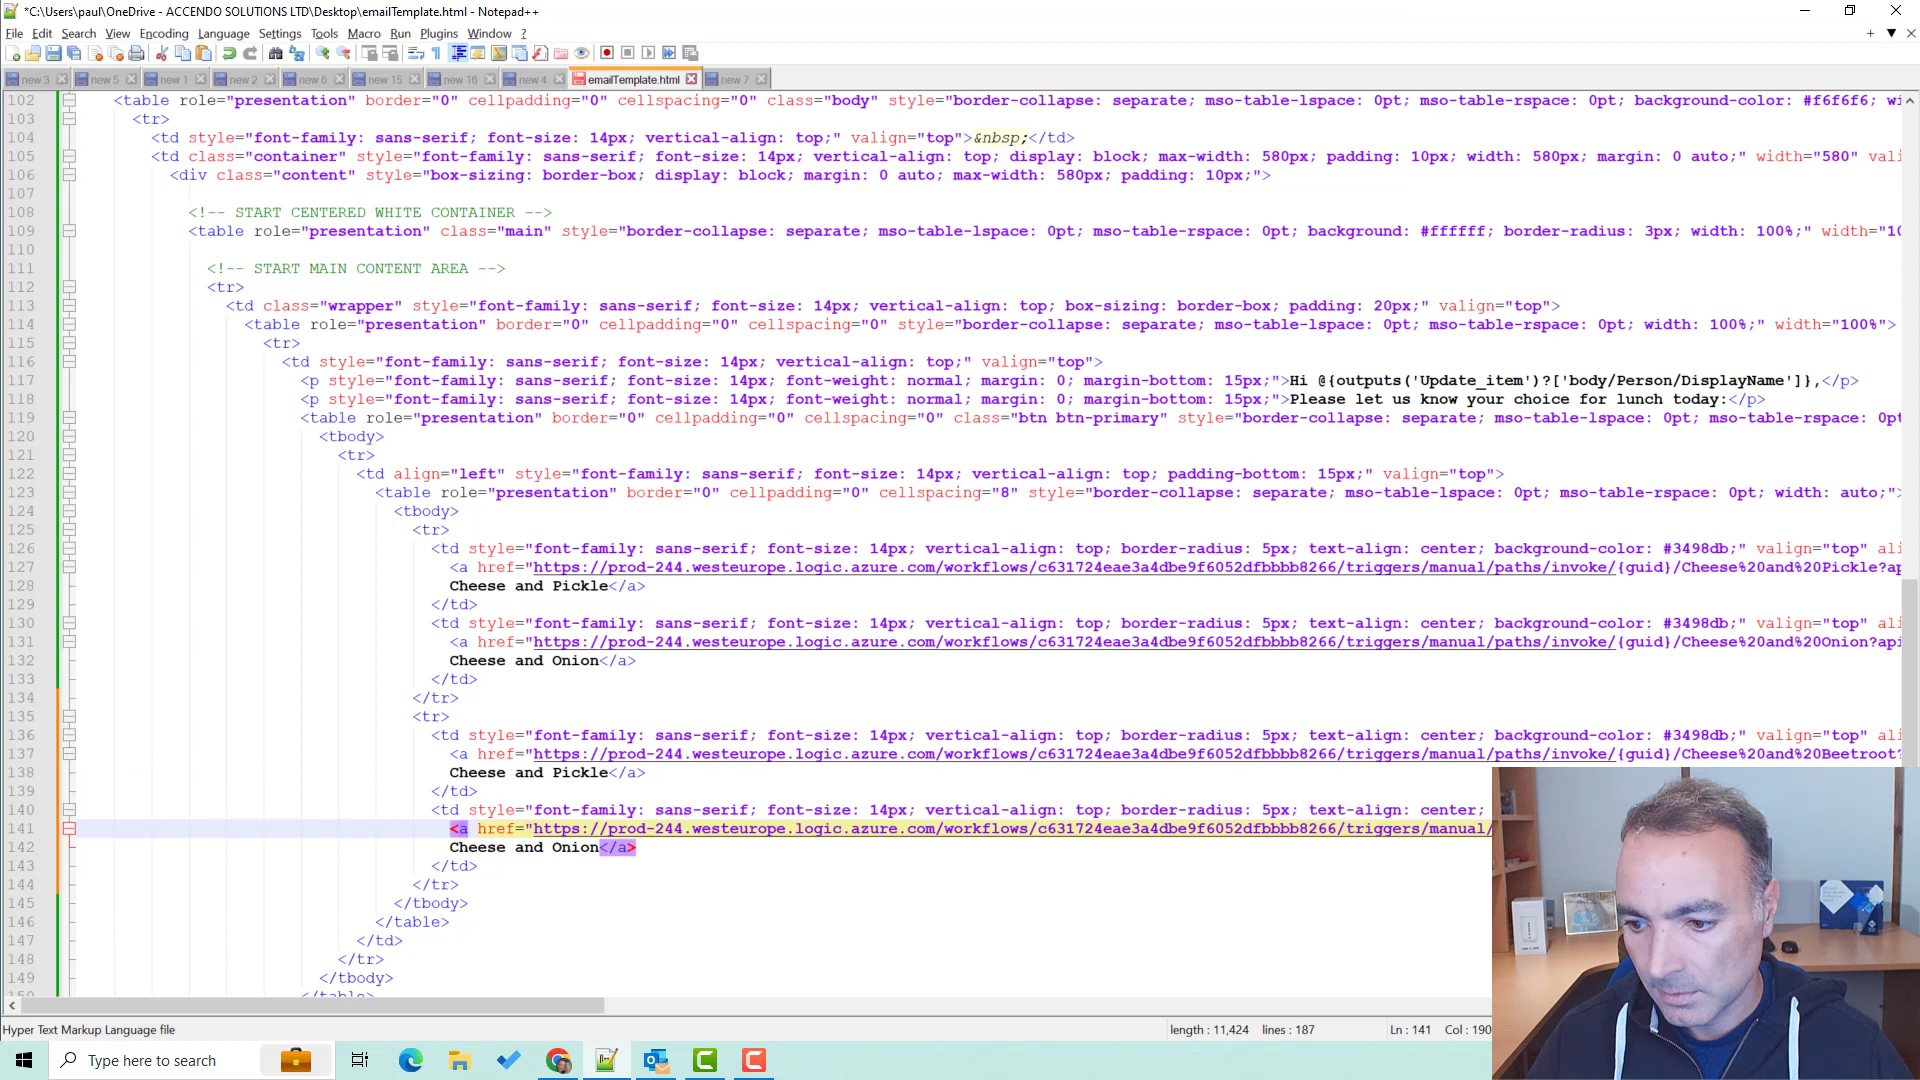 *C:\Users\paul\OneDrive - ACCENDO SOLUTIONS LTD\Desktop\emailTemplate.html - Notepad++
File Edit Search View Encoding Language Settings Tools Macro Run Plugins Window ?
new 3 new 5 new 1 new 2 new 6 new 15 new 16 new 4 emailTemplate.html new 7
102 <table role="presentation" border="0" cellpadding="0" cellspacing="0" class="body" style="border-collapse: separate; mso-table-lspace: 0pt; mso-table-rspace: 0pt; background-color: #f6f6f6; wi
103 <tr>
104 <td style="font-family: sans-serif; font-size: 14px; vertical-align: top;" valign="top">&nbsp;</td>
105 <td class="container" style="font-family: sans-serif; font-size: 14px; vertical-align: top; display: block; max-width: 580px; padding: 10px; width: 580px; margin: 0 auto;" width="580" vali
106 <div class="content" style="box-sizing: border-box; display: block; margin: 0 auto; max-width: 580px; padding: 10px;">
107
108 <!-- START CENTERED WHITE CONTAINER -->
109 <table role="presentation" class="main" style="border-collapse: separate; mso-table-lspace: 0pt; mso-table-rspace: 0pt; background: #ffffff; border-radius: 3px; width: 100%;" width="10
110
111 <!-- START MAIN CONTENT AREA -->
112 <tr>
113 <td class="wrapper" style="font-family: sans-serif; font-size: 14px; vertical-align: top; box-sizing: border-box; padding: 20px;" valign="top">
114 <table role="presentation" border="0" cellpadding="0" cellspacing="0" style="border-collapse: separate; mso-table-lspace: 0pt; mso-table-rspace: 0pt; width: 100%;" width="100%">
115 <tr>
116 <td style="font-family: sans-serif; font-size: 14px; vertical-align: top;" valign="top">
117 <p style="font-family: sans-serif; font-size: 14px; font-weight: normal; margin: 0; margin-bottom: 15px;">Hi @{outputs('Update_item')?['body/Person/DisplayName']},</p>
118 <p style="font-family: sans-serif; font-size: 14px; font-weight: normal; margin: 0; margin-bottom: 15px;">Please let us know your choice for lunch today:</p>
119 <table role="presentation" border="0" cellpadding="0" cellspacing="0" class="btn btn-primary" style="border-collapse: separate; mso-table-lspace: 0pt; mso-table-rspace: 0pt
120 <tbody>
121 <tr>
122 <td align="left" style="font-family: sans-serif; font-size: 14px; vertical-align: top; padding-bottom: 15px;" valign="top">
123 <table role="presentation" border="0" cellpadding="0" cellspacing="8" style="border-collapse: separate; mso-table-lspace: 0pt; mso-table-rspace: 0pt; width: auto;">
124 <tbody>
125 <tr>
126 <td style="font-family: sans-serif; font-size: 14px; vertical-align: top; border-radius: 5px; text-align: center; background-color: #3498db;" valign="top" ali
127 <a href="https://prod-244.westeurope.logic.azure.com/workflows/c631724eae3a4dbe9f6052dfbbbb8266/triggers/manual/paths/invoke/{guid}/Cheese%20and%20Pickle?ap
128 Cheese and Pickle</a>
129 </td>
130 <td style="font-family: sans-serif; font-size: 14px; vertical-align: top; border-radius: 5px; text-align: center; background-color: #3498db;" valign="top" ali
131 <a href="https://prod-244.westeurope.logic.azure.com/workflows/c631724eae3a4dbe9f6052dfbbbb8266/triggers/manual/paths/invoke/{guid}/Cheese%20and%20Onion?api
132 Cheese and Onion</a>
133 </td>
134 </tr>
135 <tr>
136 <td style="font-family: sans-serif; font-size: 14px; vertical-align: top; border-radius: 5px; text-align: center; background-color: #3498db;" valign="top" ali
137 <a href="https://prod-244.westeurope.logic.azure.com/workflows/c631724eae3a4dbe9f6052dfbbbb8266/triggers/manual/paths/invoke/{guid}/Cheese%20and%20Beetroot?
138 Cheese and Pickle</a>
139 </td>
140 <td style="font-family: sans-serif; font-size: 14px; vertical-align: top; border-radius: 5px; text-align: center;
141 <a href="https://prod-244.westeurope.logic.azure.com/workflows/c631724eae3a4dbe9f6052dfbbbb8266/triggers/manual/
142 Cheese and Onion</a>
143 </td>
144 </tr>
145 </tbody>
146 </table>
147 </td>
148 </tr>
149 </tbody>
150 </table>
Hyper Text Markup Language file length : 11,424 lines : 187 Ln : 141 Col : 190
Type here to search